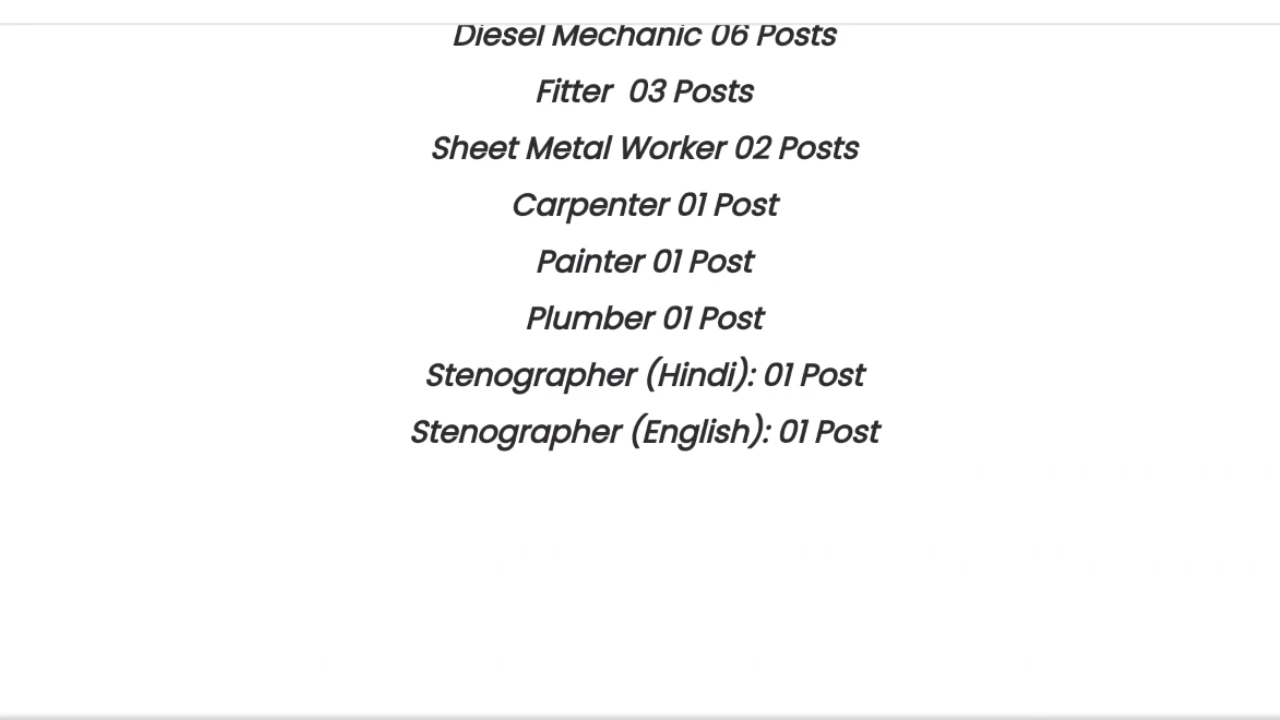 Diesel Mechanic 06 Posts
Fitter 03 Posts
Sheet Metal Worker 02 Posts
Carpenter 01 Post
Painter 01 Post
Plumber 01 Post
Stenographer (Hindi): 01 Post
Stenographer (English): 01 Post